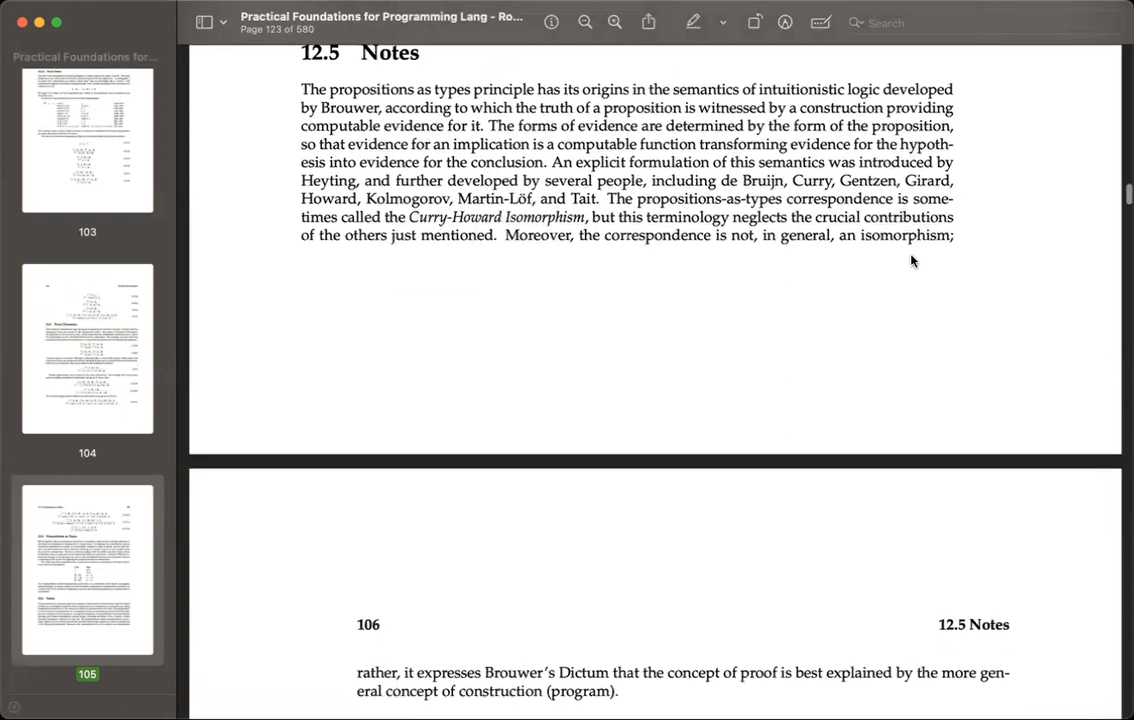 Practical Foundations for Programming Lang - Ro...
Page 123 of 580
Search
Practical Foundations for...
103
104
105
12.5 Notes
The propositions as types principle has its origins in the semantics of intuitionistic logic developed
by Brouwer, according to which the truth of a proposition is witnessed by a construction providing
computable evidence for it. The forms of evidence are determined by the form of the proposition,
so that evidence for an implication is a computable function transforming evidence for the hypoth-
esis into evidence for the conclusion. An explicit formulation of this semantics was introduced by
Heyting, and further developed by several people, including de Bruijn, Curry, Gentzen, Girard,
Howard, Kolmogorov, Martin-Löf, and Tait. The propositions-as-types correspondence is some-
times called the Curry-Howard Isomorphism, but this terminology neglects the crucial contributions
of the others just mentioned. Moreover, the correspondence is not, in general, an isomorphism;
106 12.5 Notes
rather, it expresses Brouwer's Dictum that the concept of proof is best explained by the more gen-
eral concept of construction (program).